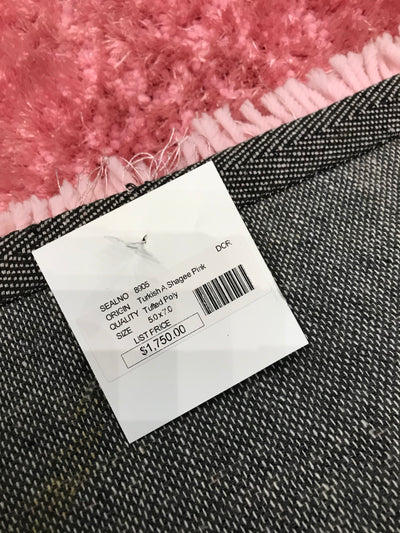 DCR
SEALNO 8305
ORIGIN Turkish A Shagee Pink
QUALITY Tufted Poly
SIZE 5.0 x 7.0
LIST PRICE
$1,750.00